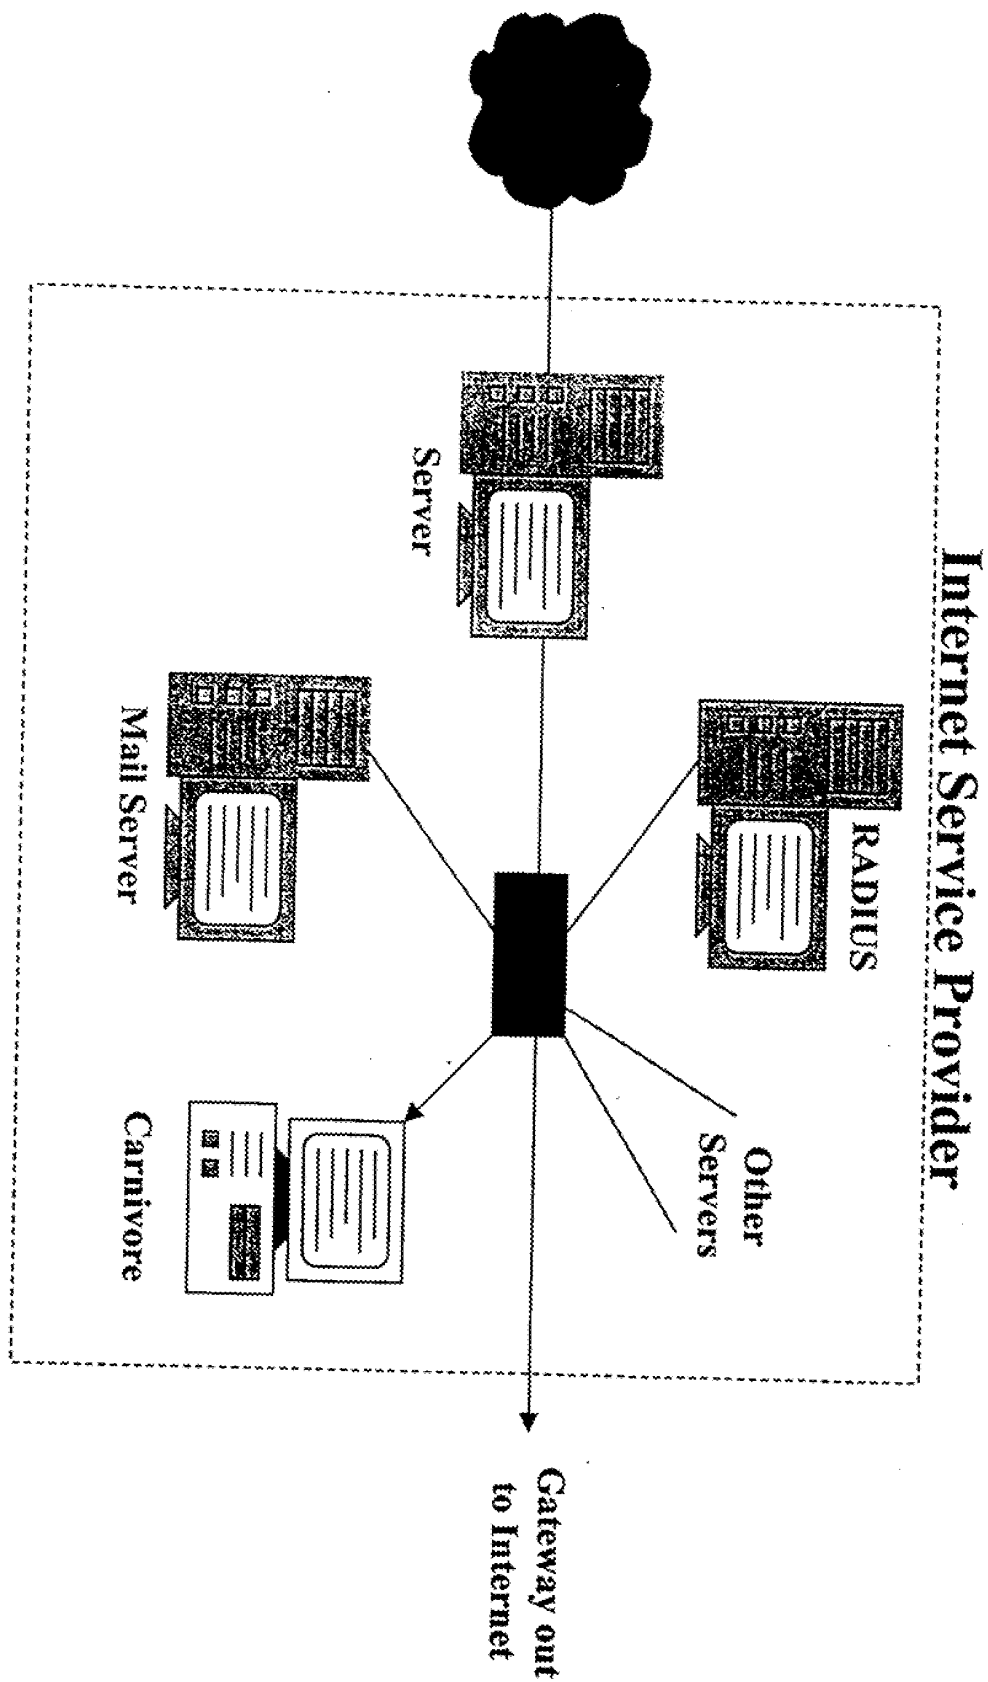 Internet Service Provider
RADIUS
Other
Servers
Server
Gateway out
to Internet
Mail Server
Carnivore